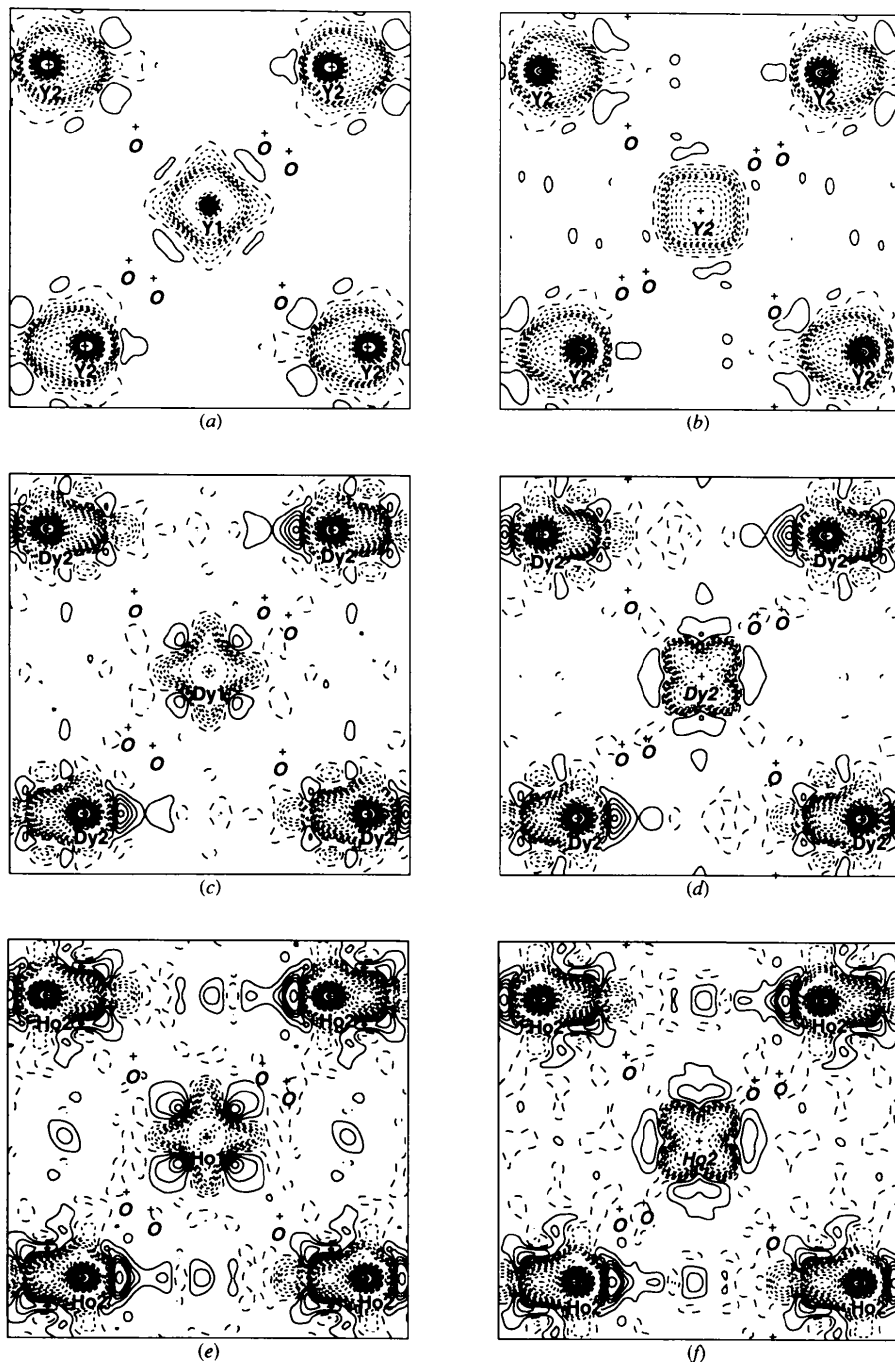 Y2 Y2
O O O
Y1
O O O
Y2 Y2
(a)
Y2 Y2
O O O
Y2
O O O
Y2 Y2
(b)
Dy2 Dy2
O O O
Dy1
O O O
Dy2 Dy2
(c)
Dy2 Dy2
O O O
Dy2
O O O
Dy2 Dy2
(d)
Ho2 Ho2
O O O
Ho1
O O O
Ho2 Ho2
(e)
Ho2 Ho2
O O O
Ho2
O O O
Ho2 Ho2
(f)